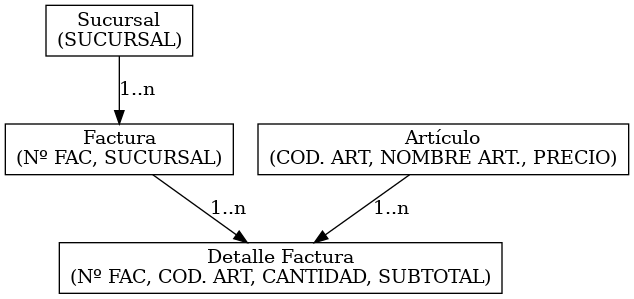 Sucursal
(SUCURSAL)
1..n
Factura
(Nº FAC, SUCURSAL)
Artículo
(COD. ART, NOMBRE ART., PRECIO)
1..n
1..n
Detalle Factura
(Nº FAC, COD. ART, CANTIDAD, SUBTOTAL)